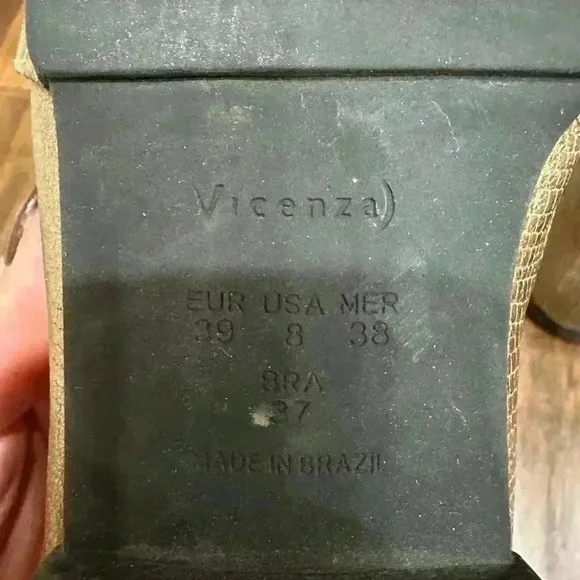 Vicenza)
EUR USA MER
39 8 38
BRA
37
MADE IN BRAZIL